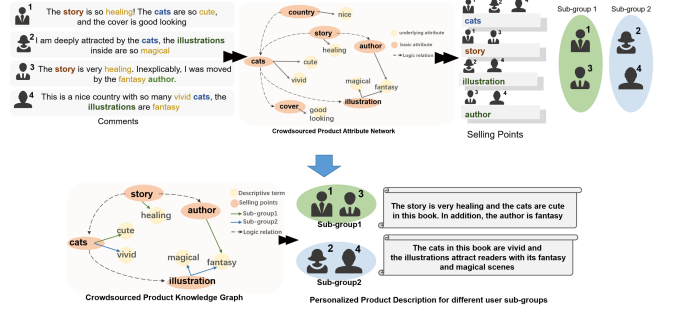 1
The story is so healing! The cats are so cute,
and the cover is good looking
2
I am deeply attracted by the cats, the illustrations
inside are so magical
3
The story is very healing. Inexplicably, I was moved
by the fantasy author.
4
This is a nice country with so many vivid cats, the
the illustrations are fantasy
Comments
country
nice
story
healing
author
cats
cute
vivid
magical
fantasy
illustration
cover
good
looking
underlying attribute
basic attribute
Logic relation
Crowdsourced Product Attribute Network
cats
1 3
story
2 4
illustration
3 4
author
Selling Points
Sub-group 1
1
3
Sub-group 2
2
4
story
healing
author
cute
cats
vivid
magical
fantasy
illustration
Descriptive term
Selling points
Sub-group1
Sub-group2
Logic relation
Crowdsourced Product Knowledge Graph
1 3
Sub-group1
The story is very healing and the cats are cute
in this book. In addition, the author is fantasy
2 4
Sub-group2
The cats in this book are vivid and
the illustrations attract readers with its fantasy
and magical scenes
Personalized Product Description for different user sub-groups